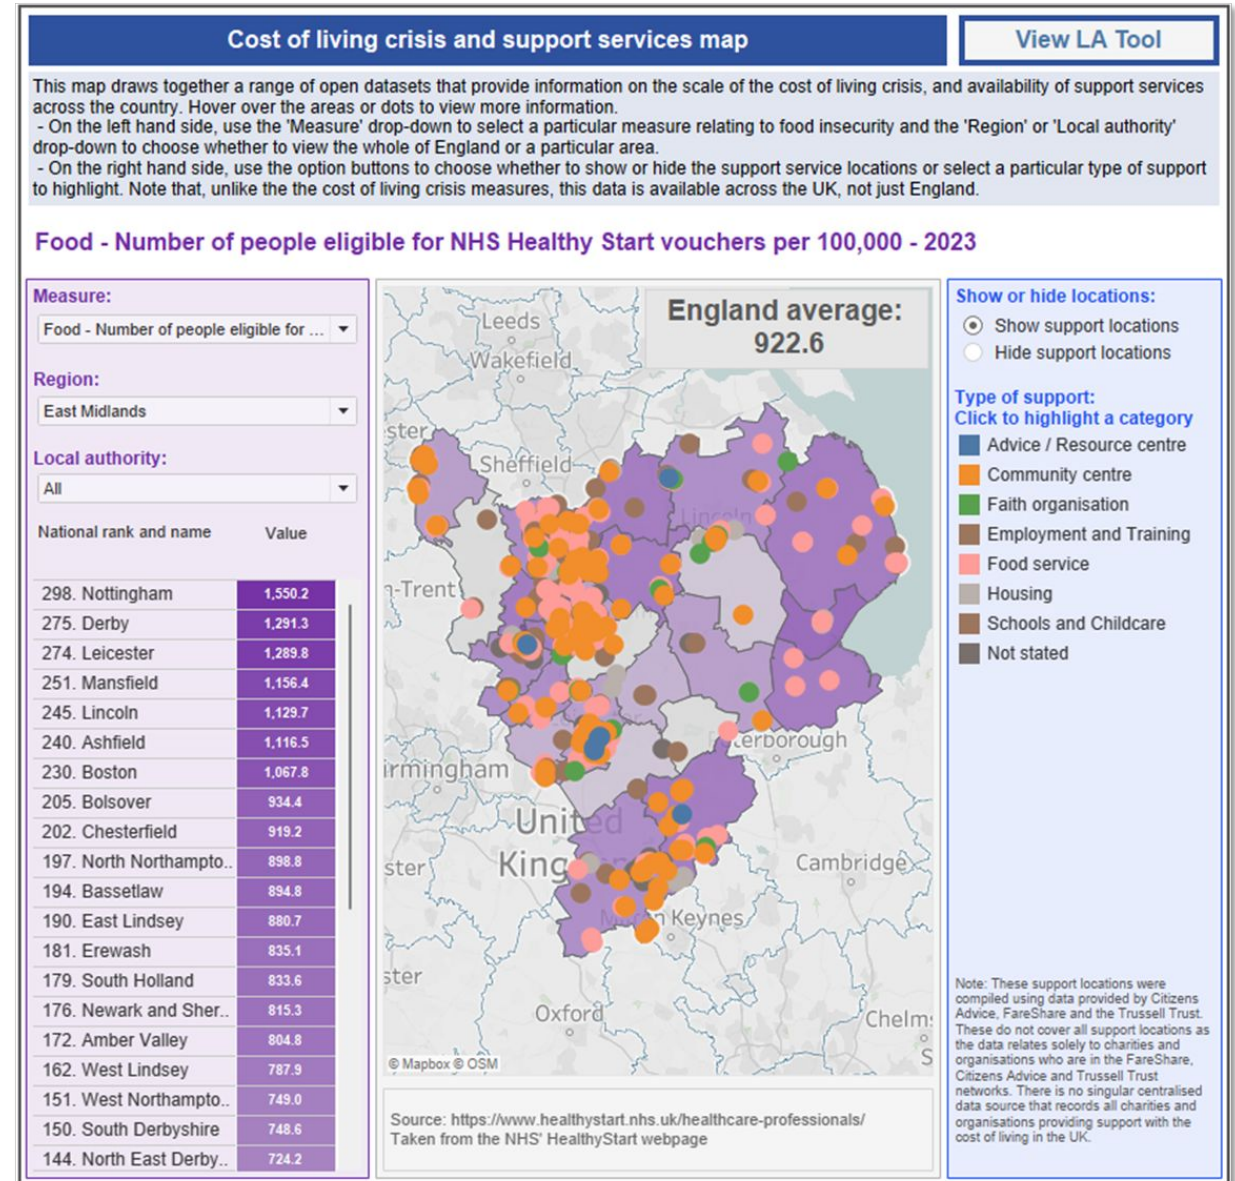 Cost of living crisis and support services map
View LA Tool
This map draws together a range of open datasets that provide information on the scale of the cost of living crisis, and availability of support services
across the country. Hover over the areas or dots to view more information.
- On the left hand side, use the 'Measure' drop-down to select a particular measure relating to food insecurity and the 'Region' or 'Local authority'
drop-down to choose whether to view the whole of England or a particular area.
- On the right hand side, use the option buttons to choose whether to show or hide the support service locations or select a particular type of support
to highlight. Note that, unlike the the cost of living crisis measures, this data is available across the UK, not just England.
Food - Number of people eligible for NHS Healthy Start vouchers per 100,000 - 2023
Measure:
Food - Number of people eligible for ...
Region:
East Midlands
Local authority:
All
National rank and name Value
298. Nottingham 1,550.2
275. Derby 1,291.3
274. Leicester 1,289.8
251. Mansfield 1,156.4
245. Lincoln 1,129.7
240. Ashfield 1,116.5
230. Boston 1,067.8
205. Bolsover 934.4
202. Chesterfield 919.2
197. North Northampto.. 898.8
194. Bassetlaw 894.8
190. East Lindsey 880.7
181. Erewash 835.1
179. South Holland 833.6
176. Newark and Sher.. 815.3
172. Amber Valley 804.8
162. West Lindsey 787.9
151. West Northampto.. 749.0
150. South Derbyshire 748.6
144. North East Derby.. 724.2
England average:
922.6
Leeds
Wakefield
ster
Sheffield
Lincoln
n-Trent
terborough
irmingham
United
ster
Cambridge
n Keynes
ster
Oxford
Chelm
S
© Mapbox © OSM
Source: https://www.healthystart.nhs.uk/healthcare-professionals/
Taken from the NHS' HealthyStart webpage
Show or hide locations:
Show support locations
Hide support locations
Type of support:
Click to highlight a category
Advice / Resource centre
Community centre
Faith organisation
Employment and Training
Food service
Housing
Schools and Childcare
Not stated
Note: These support locations were
compiled using data provided by Citizens
Advice, FareShare and the Trussell Trust.
These do not cover all support locations as
the data relates solely to charities and
organisations who are in the FareShare,
Citizens Advice and Trussell Trust
networks. There is no singular centralised
data source that records all charities and
organisations providing support with the
cost of living in the UK.